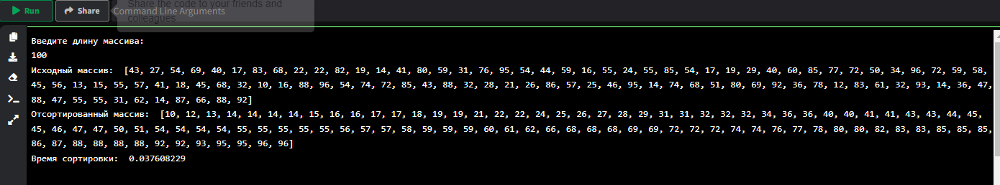 Run
Share
Share the code to your friends and
colleagues
Command Line Arguments
Введите длину массива:
100
Исходный массив:  [43, 27, 54, 69, 40, 17, 83, 68, 22, 22, 82, 19, 14, 41, 80, 59, 31, 76, 95, 54, 44, 59, 16, 55, 24, 55, 85, 54, 17, 19, 29, 40, 60, 85, 77, 72, 50, 34, 96, 72, 59, 58,
45, 56, 13, 15, 55, 57, 41, 18, 45, 68, 32, 10, 16, 88, 96, 54, 74, 72, 85, 43, 88, 32, 28, 21, 26, 86, 57, 25, 46, 95, 14, 74, 68, 51, 80, 69, 92, 36, 78, 12, 83, 61, 32, 93, 14, 36, 47,
88, 47, 55, 55, 31, 62, 14, 87, 66, 88, 92]
Отсортированный массив:  [10, 12, 13, 14, 14, 14, 14, 15, 16, 16, 17, 17, 18, 19, 19, 21, 22, 22, 24, 25, 26, 27, 28, 29, 31, 31, 32, 32, 32, 34, 36, 36, 40, 40, 41, 41, 43, 43, 44, 45,
45, 46, 47, 47, 50, 51, 54, 54, 54, 54, 55, 55, 55, 55, 55, 56, 57, 57, 58, 59, 59, 59, 60, 61, 62, 66, 68, 68, 68, 69, 69, 72, 72, 72, 74, 74, 76, 77, 78, 80, 80, 82, 83, 83, 85, 85, 85,
86, 87, 88, 88, 88, 88, 92, 92, 93, 95, 95, 96, 96]
Время сортировки:  0.037608229